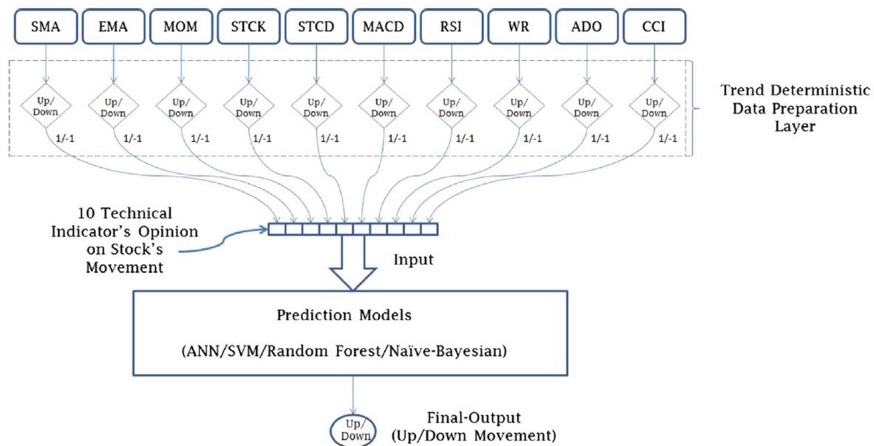 SMA EMA MOM STCK STCD MACD RSI WR ADO CCI
Up/ Up/ Up/ Up/ Up/ Up/ Up/ Up/ Up/ Up/
Down Down Down Down Down Down Down Down Down Down
1/-1 1/-1 1/-1 1/-1 1/-1 1/-1 1/-1 1/-1 1/-1 1/-1
Trend Deterministic
Data Preparation
Layer
10 Technical
Indicator's Opinion
on Stock's
Movement
Input
Prediction Models
(ANN/SVM/Random Forest/Naïve-Bayesian)
Up/
Down
Final-Output
(Up/Down Movement)